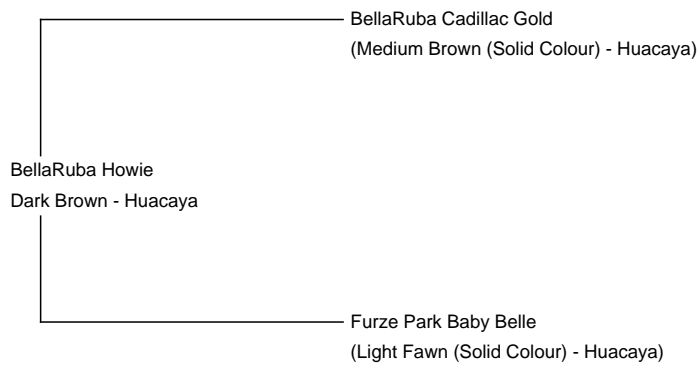 BellaRuba Cadillac Gold
(Medium Brown (Solid Colour) - Huacaya)
BellaRuba Howie
Dark Brown - Huacaya
Furze Park Baby Belle
(Light Fawn (Solid Colour) - Huacaya)